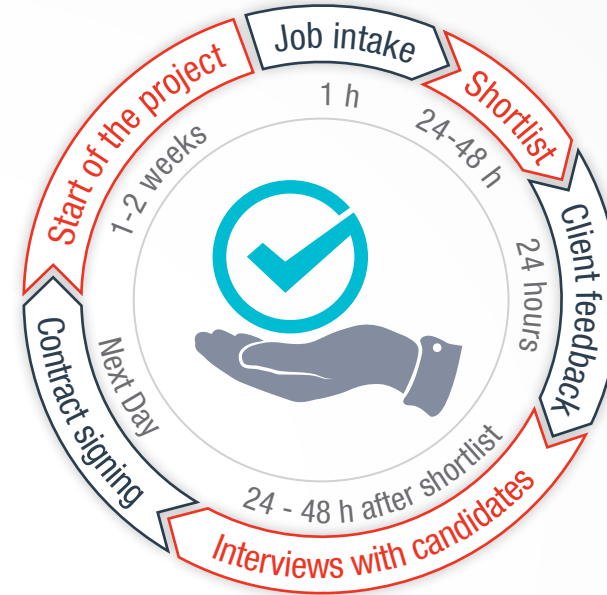 Job intake
1 h
Shortlist
24-48 h
Client feedback
24 hours
Interviews with candidates
24 - 48 h after shortlist
Contract signing
Next Day
Start of the project
1-2 weeks